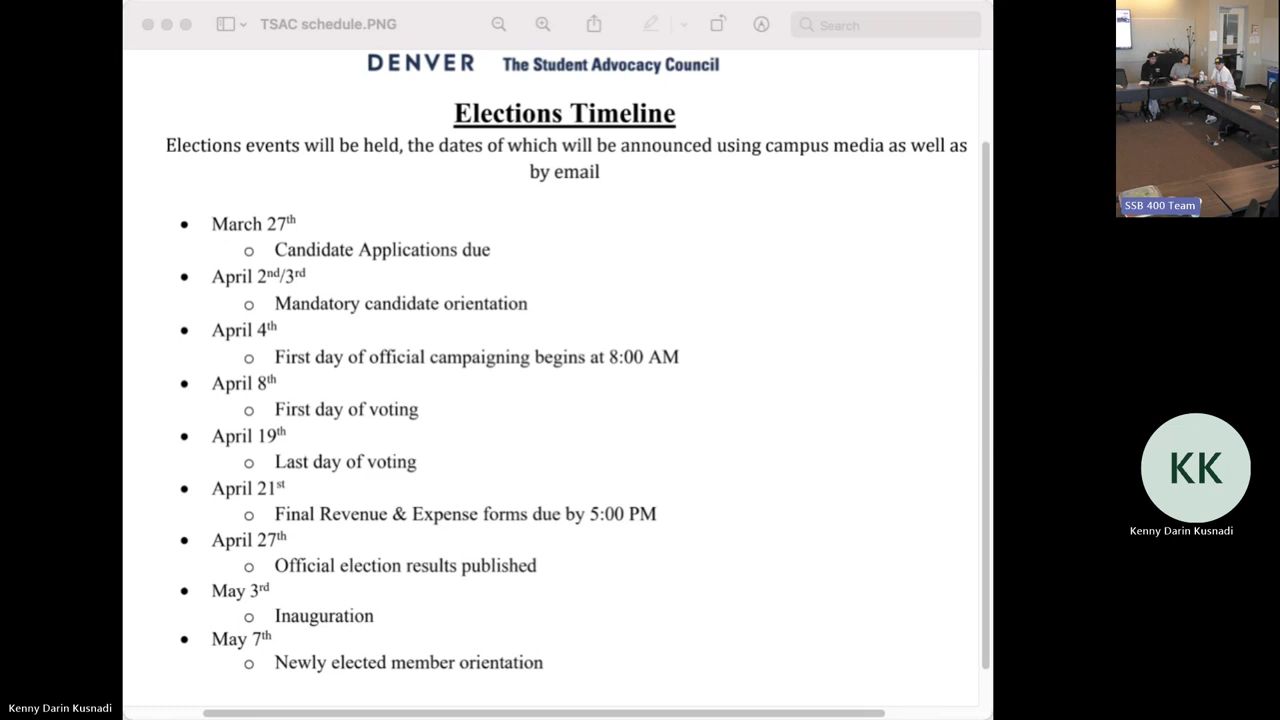 TSAC schedule.PNG
Search
DENVER The Student Advocacy Council
Elections Timeline
Elections events will be held, the dates of which will be announced using campus media as well as
by email
• March 27th
o Candidate Applications due
• April 2nd/3rd
o Mandatory candidate orientation
• April 4th
o First day of official campaigning begins at 8:00 AM
• April 8th
o First day of voting
• April 19th
o Last day of voting
• April 21st
o Final Revenue & Expense forms due by 5:00 PM
• April 27th
o Official election results published
• May 3rd
o Inauguration
• May 7th
o Newly elected member orientation
SSB 400 Team
KK
Kenny Darin Kusnadi
Kenny Darin Kusnadi